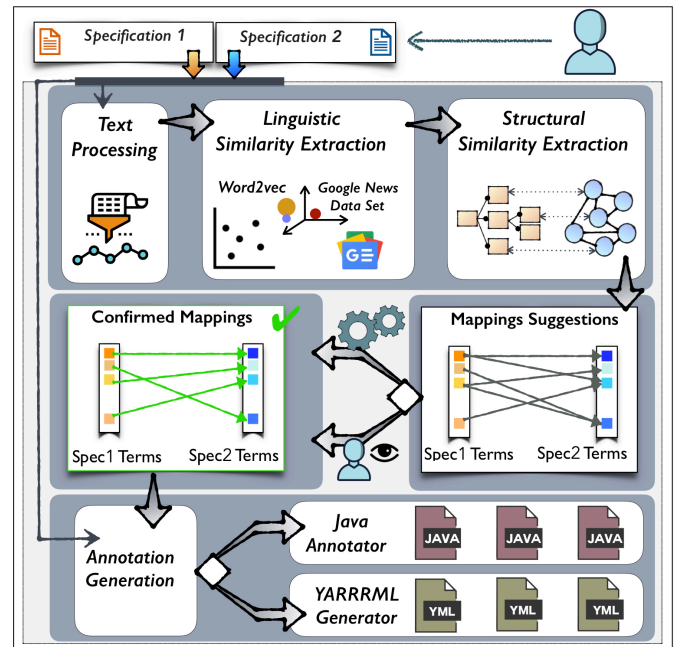 Specification 1
Specification 2
Text
Processing
Linguistic
Similarity Extraction
Structural
Similarity Extraction
Word2vec
Google News
Data Set
GE
Confirmed Mappings
Mappings Suggestions
Spec1 Terms
Spec2 Terms
Spec1 Terms
Spec2 Terms
Annotation
Generation
Java
Annotator
JAVA
JAVA
JAVA
YARRRML
Generator
YML
YML
YML